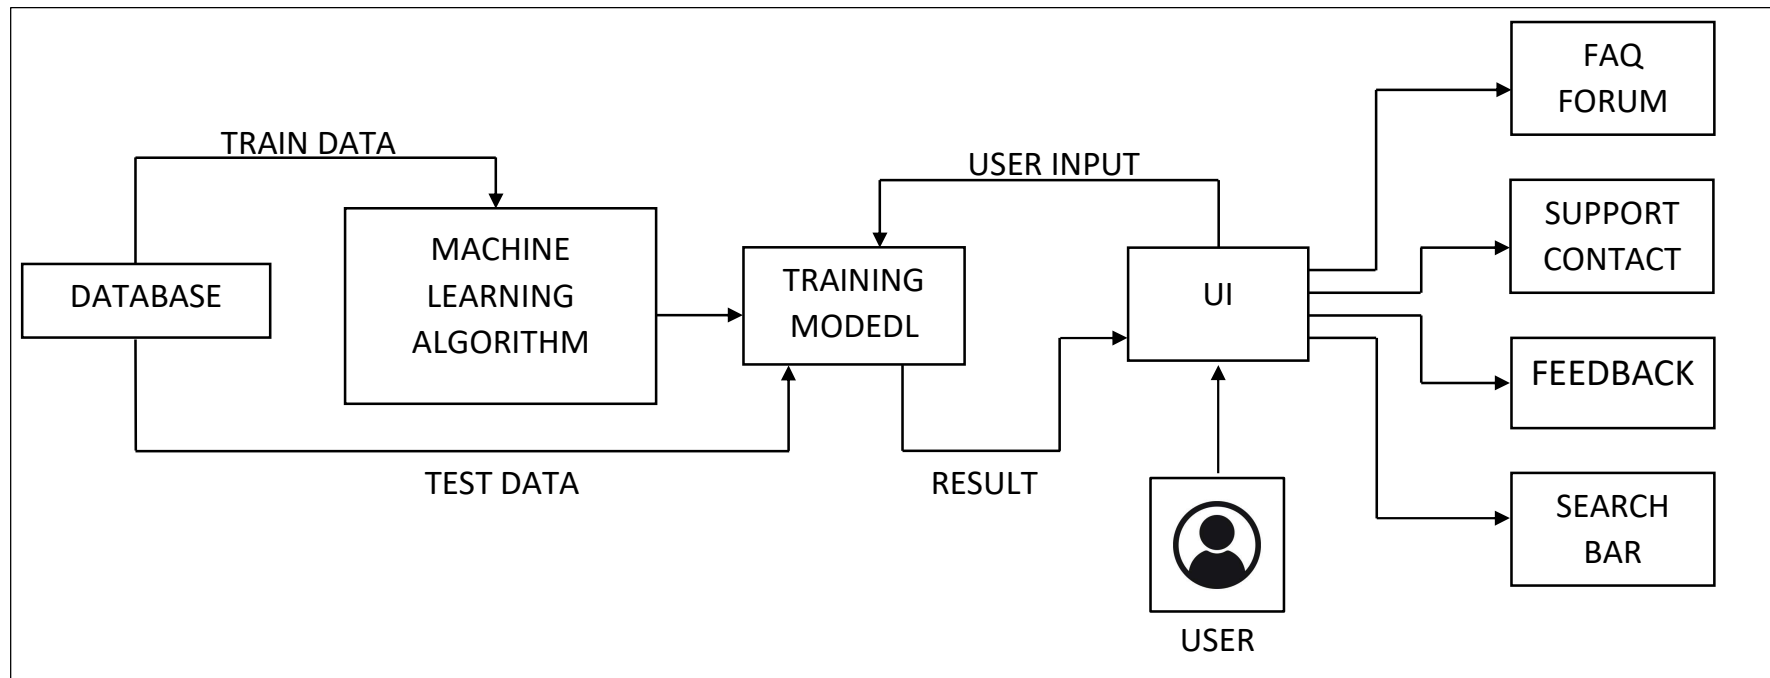 FAQ
FORUM
TRAIN DATA
USER INPUT
SUPPORT
CONTACT
MACHINE
LEARNING
ALGORITHM
DATABASE
TRAINING
MODEDL
UI
FEEDBACK
TEST DATA
RESULT
SEARCH
BAR
USER